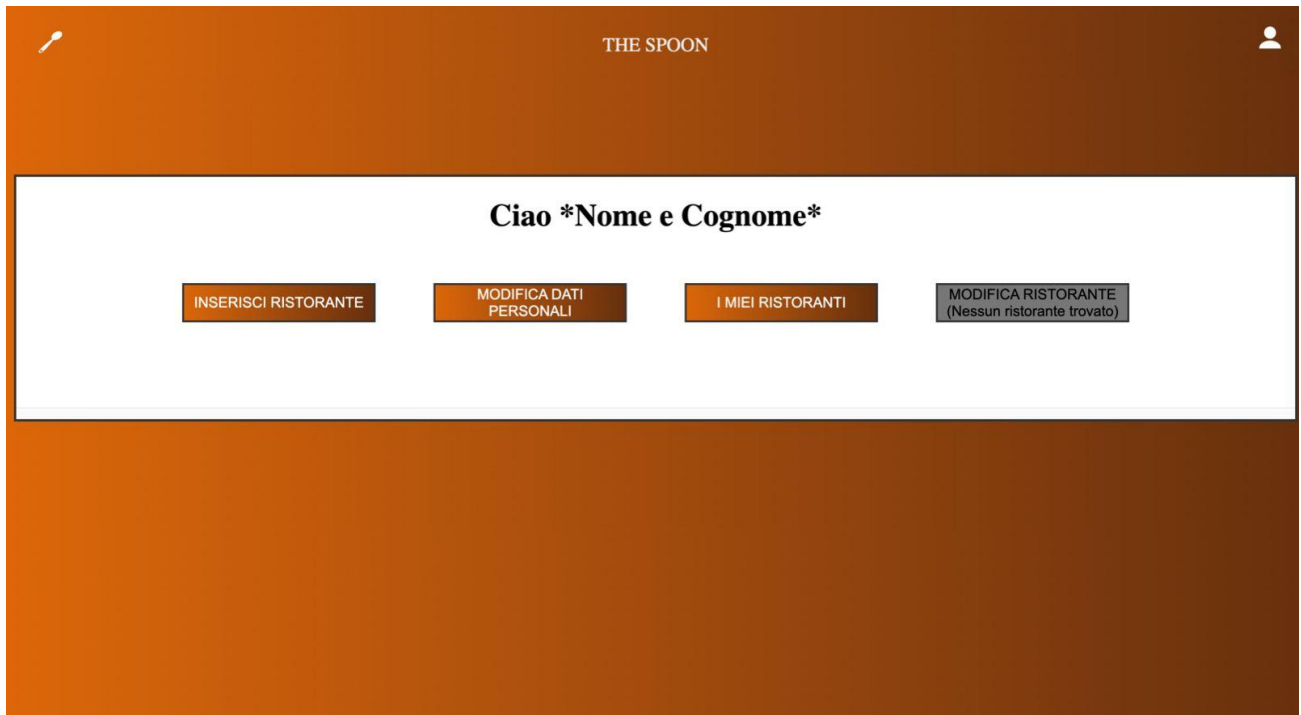 THE SPOON
Ciao *Nome e Cognome*
INSERISCI RISTORANTE
MODIFICA DATI
PERSONALI
I MIEI RISTORANTI
MODIFICA RISTORANTE
(Nessun ristorante trovato)